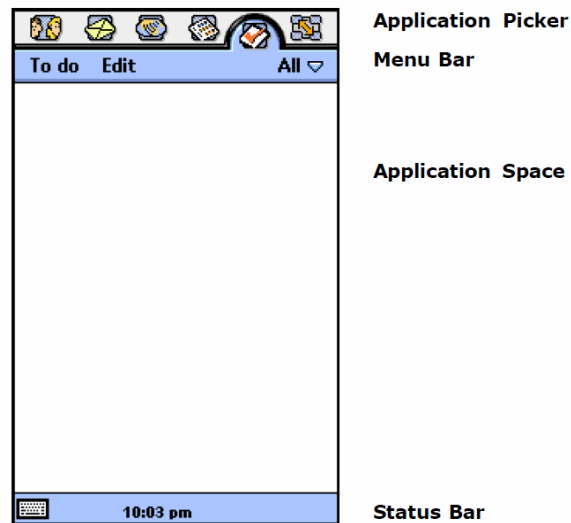 Application Picker
To do Edit All
Menu Bar
Application Space
10:03 pm
Status Bar